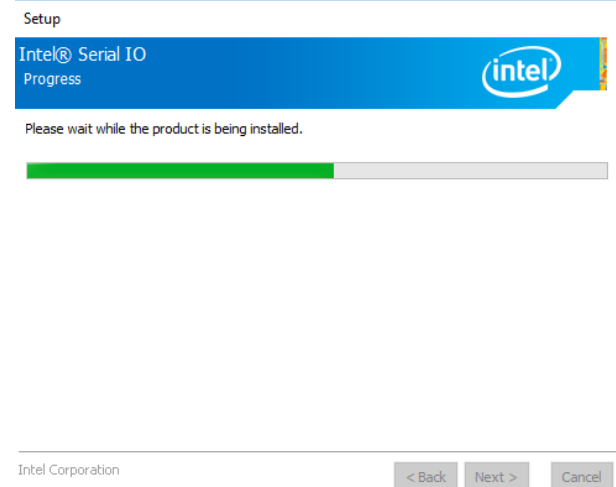 Setup
Intel® Serial IO
Progress
intel
Please wait while the product is being installed.
Intel Corporation
< Back Next > Cancel